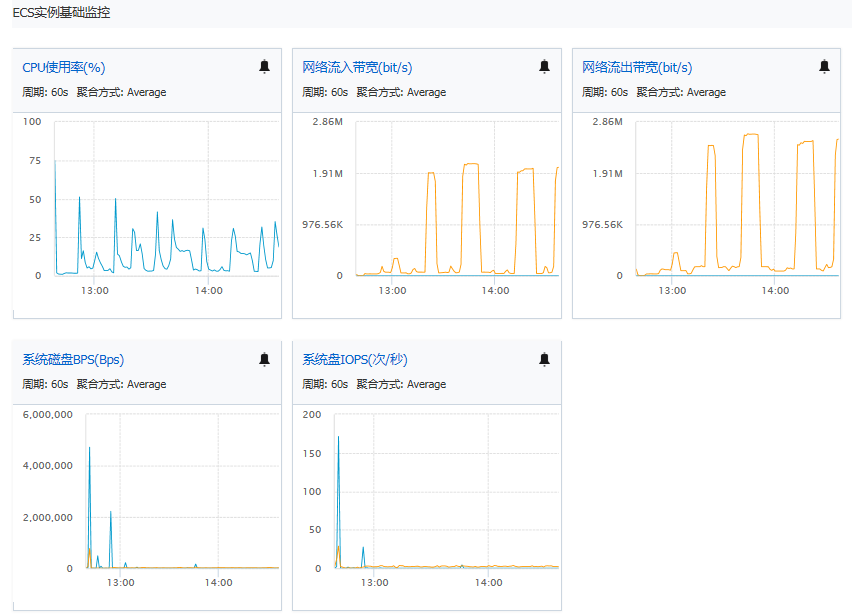 ECS实例基础监控
CPU使用率(%)
周期: 60s 聚合方式: Average
100
75
50
25
0
13:00
14:00
网络流入带宽(bit/s)
周期: 60s 聚合方式: Average
2.86M
1.91M
976.56K
0
13:00
14:00
网络流出带宽(bit/s)
周期: 60s 聚合方式: Average
2.86M
1.91M
976.56K
0
13:00
14:00
系统磁盘BPS(Bps)
周期: 60s 聚合方式: Average
6,000,000
4,000,000
2,000,000
0
13:00
14:00
系统盘IOPS(次/秒)
周期: 60s 聚合方式: Average
200
150
100
50
0
13:00
14:00